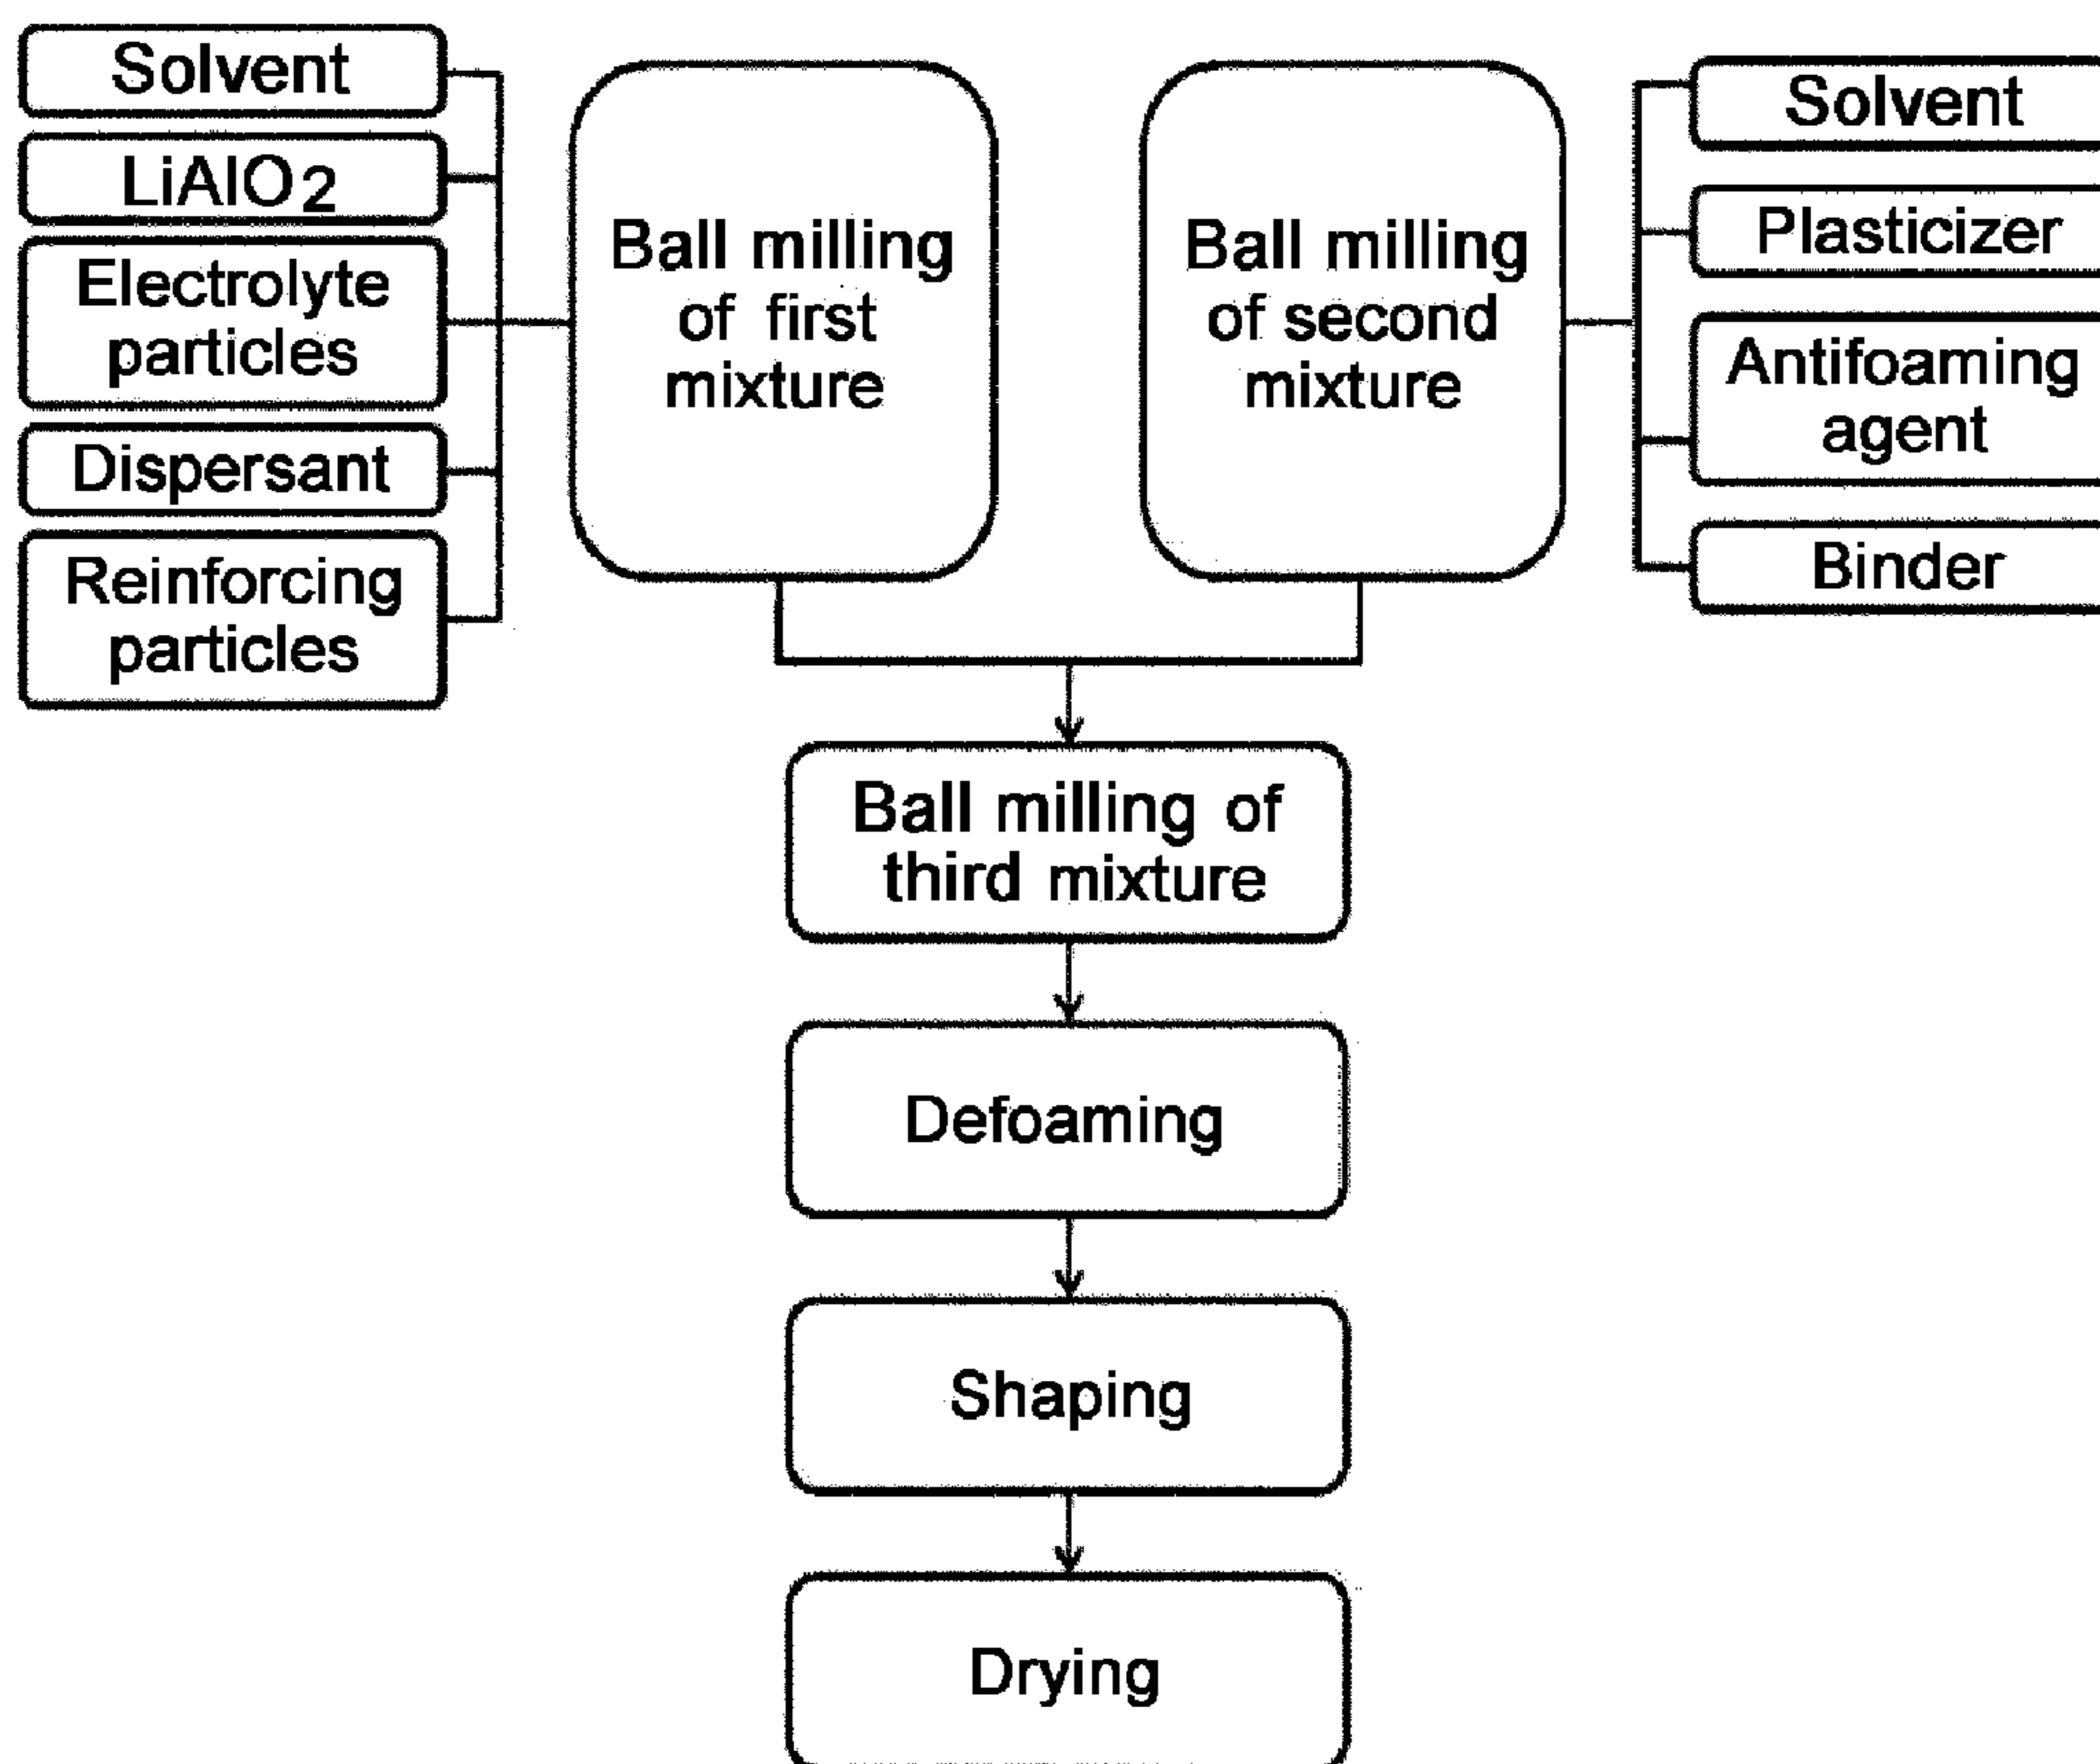 Solvent
LiAlO2
Electrolyte
particles
Dispersant
Reinforcing
particles
Ball milling
of first
mixture
Ball milling
of second
mixture
Solvent
Plasticizer
Antifoaming
agent
Binder
Ball milling of
third mixture
Defoaming
Shaping
Drying